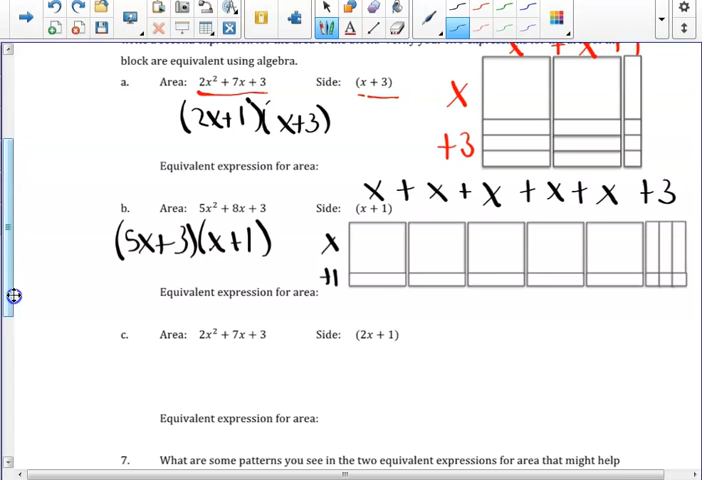 block are equivalent using algebra.
x + x + 1
a. Area: 2x² + 7x + 3 Side: (x + 3)
x
(2x+1)(x+3)
+3
Equivalent expression for area:
x + x + x + x + x + 3
b. Area: 5x² + 8x + 3 Side: (x + 1)
(5x+3)(x+1)
x
+1
Equivalent expression for area:
c. Area: 2x² + 7x + 3 Side: (2x + 1)
Equivalent expression for area:
7. What are some patterns you see in the two equivalent expressions for area that might help